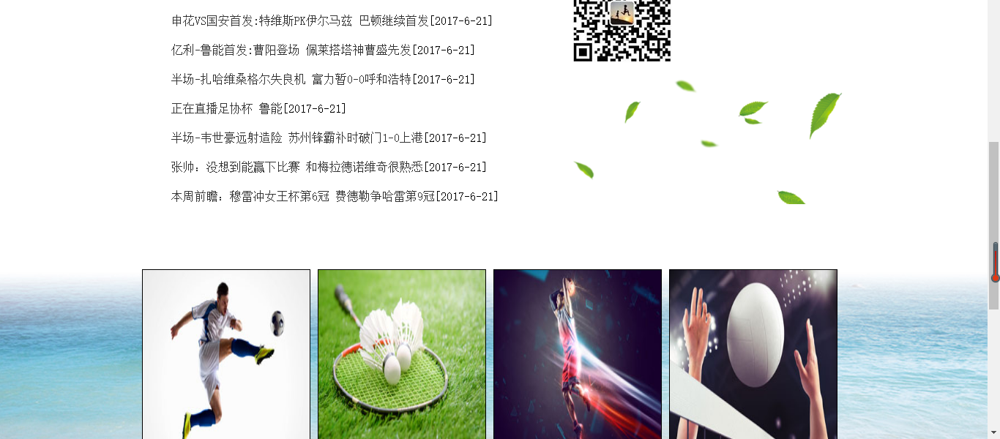 申花VS国安首发:特维斯PK伊尔马兹 巴顿继续首发[2017-6-21]
亿利-鲁能首发:曹阳登场 佩莱搭塔神曹盛先发[2017-6-21]
半场-扎哈维桑格尔失良机 富力暂0-0呼和浩特[2017-6-21]
正在直播足协杯 鲁能[2017-6-21]
半场-韦世豪远射造险 苏州锋霸补时破门1-0上港[2017-6-21]
张帅：没想到能赢下比赛 和梅拉德诺维奇很熟悉[2017-6-21]
本周前瞻：穆雷冲女王杯第6冠 费德勒争哈雷第9冠[2017-6-21]